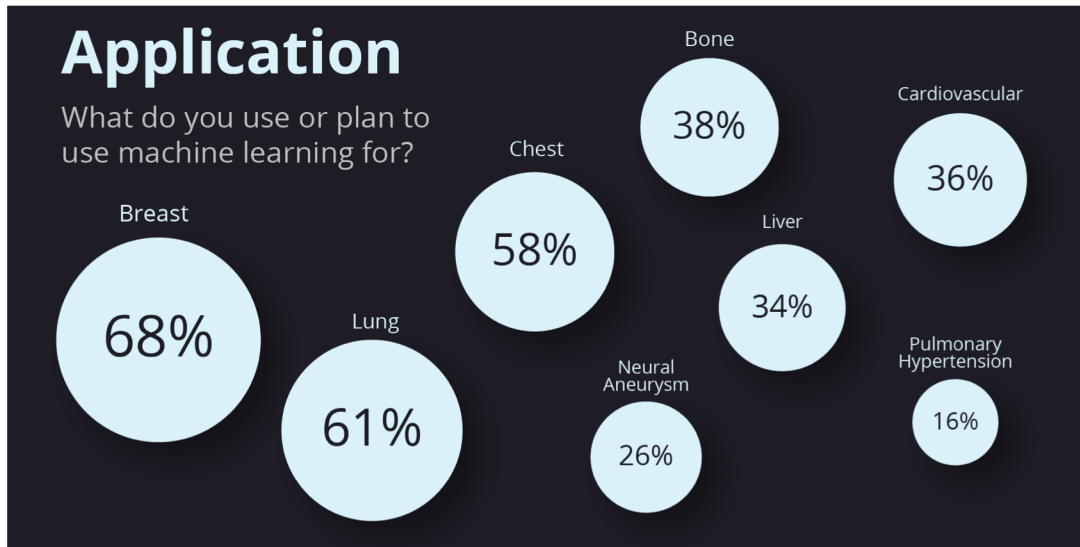 Application
What do you use or plan to
use machine learning for?
Breast
68%
Lung
61%
Chest
58%
Bone
38%
Cardiovascular
36%
Liver
34%
Neural
Aneurysm
26%
Pulmonary
Hypertension
16%